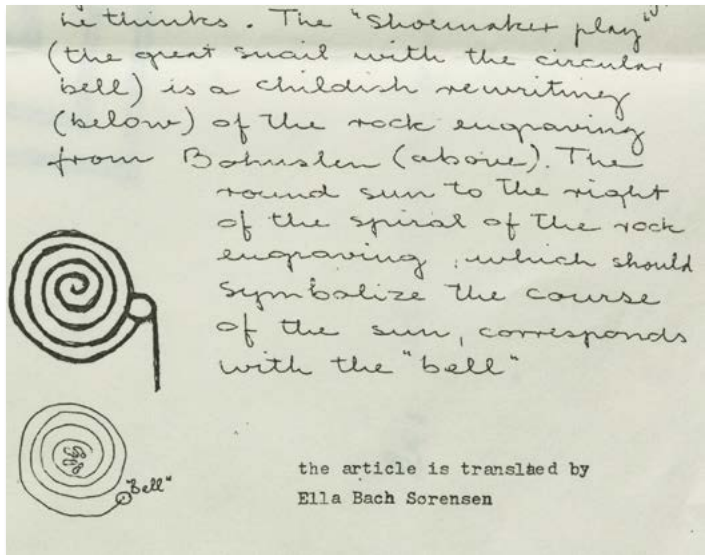 he thinks. The "Shoemaker play"
(the great snail with the circular
bell) is a childish rewriting
(below) of the rock engraving
from Bohuslen (above). The
round sun to the right
of the spiral of the rock
engraving, which should
symbolize the course
of the sun, corresponds
with the "bell"
"bell"
the article is translaed by
Ella Bach Sørensen